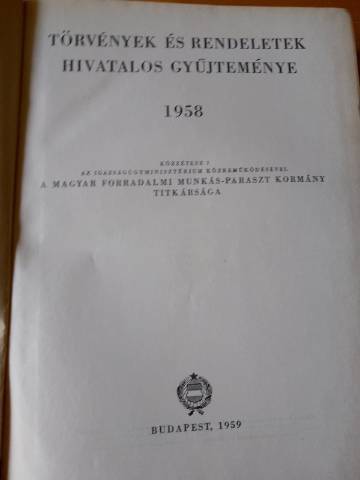 TÖRVÉNYEK ÉS RENDELETEK
HIVATALOS GYŰJTEMÉNYE
1958
KÖZZÉTESZI
AZ IGAZSÁGÜGYMINISZTÉRIUM KÖZREMŰKÖDÉSÉVEL
A MAGYAR FORRADALMI MUNKÁS-PARASZT KORMÁNY
TITKÁRSÁGA
BUDAPEST, 1959